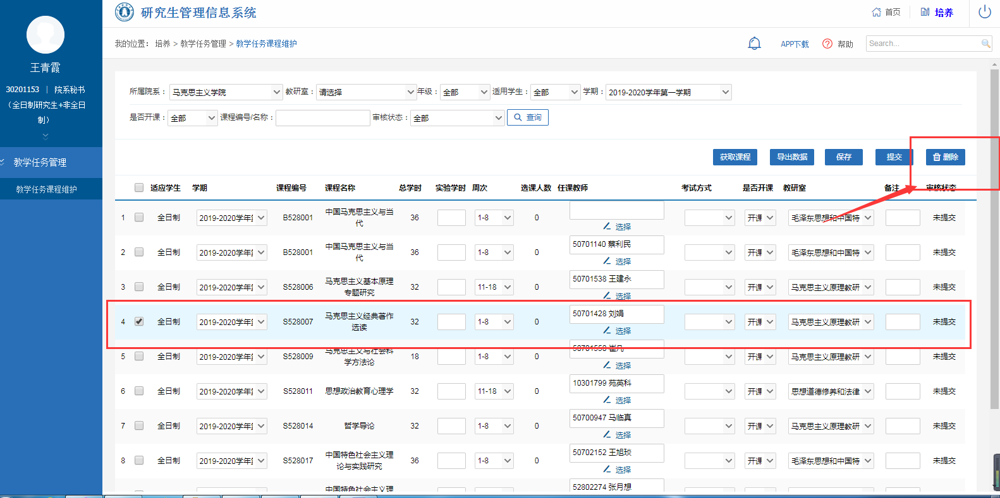 研究生管理信息系统
首页
培养
王青霞
30201153 | 院系秘书
(全日制研究生+非全日
制)
教学任务管理
教学任务课程维护
我的位置： 培养 > 教学任务管理 > 教学任务课程维护
APP下载
帮助
Search...
所属院系： 马克思主义学院 教研室： 请选择 年级： 全部 适用学生： 全部 学期： 2019-2020学年第一学期
是否开课： 全部 课程编号/名称： 审核状态： 全部 查询
获取课程 导出数据 保存 提交 删除
适应学生 学期 课程编号 课程名称 总学时 实验学时 周次 选课人数 任课教师 考试方式 是否开课 教研室 备注 审核状态
1 全日制 2019-2020学年 B528001 中国马克思主义与当
代 36 1-8 0 选择 开课 毛泽东思想和中国特 未提交
2 全日制 2019-2020学年 B528001 中国马克思主义与当
代 36 1-8 0 50701140 蔡利民 选择 开课 毛泽东思想和中国特 未提交
3 全日制 2019-2020学年 S528006 马克思主义基本原理
专题研究 32 11-18 0 50701538 王建永 选择 开课 马克思主义原理教研 未提交
4 全日制 2019-2020学年 S528007 马克思主义经典著作
选读 32 1-8 0 50701428 刘娟 选择 开课 马克思主义原理教研 未提交
5 全日制 2019-2020学年 S528009 马克思主义与社会科
学方法论 18 1-8 0 50701550 崔凡 选择 开课 马克思主义原理教研 未提交
6 全日制 2019-2020学年 S528011 思想政治教育心理学 32 11-18 0 10301799 苑英科 选择 开课 思想道德修养和法律 未提交
7 全日制 2019-2020学年 S528014 哲学导论 32 1-8 0 50700947 马临真 选择 开课 马克思主义原理教研 未提交
8 全日制 2019-2020学年 S528017 中国特色社会主义理
论与实践研究 36 1-8 0 50702152 王旭琰 选择 开课 毛泽东思想和中国特 未提交
中国特色社会主义理 52802274 张月想